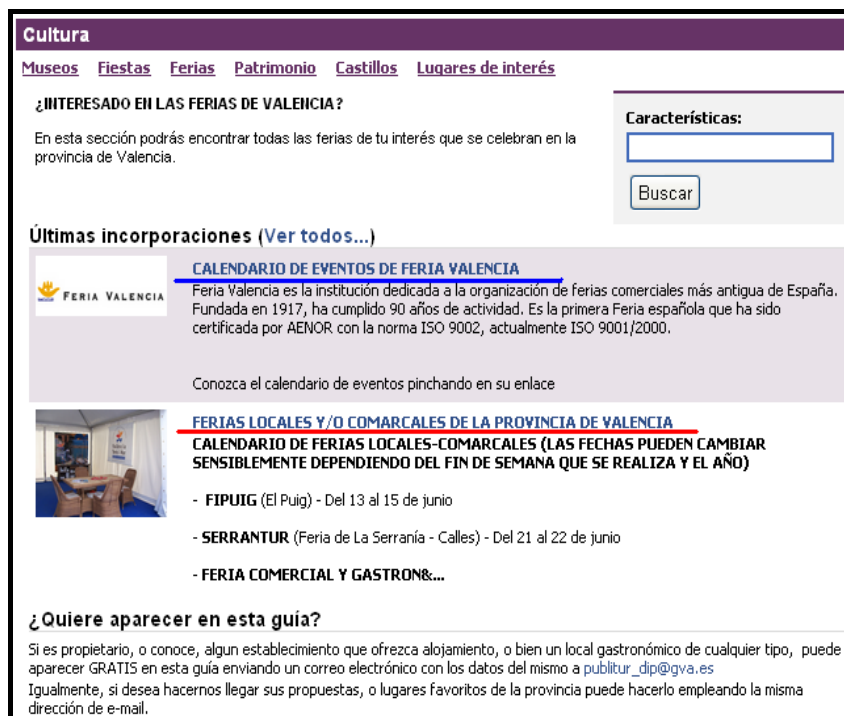 Cultura
Museos Fiestas Ferias Patrimonio Castillos Lugares de interés
¿INTERESADO EN LAS FERIAS DE VALENCIA?
En esta sección podrás encontrar todas las ferias de tu interés que se celebran en la
provincia de Valencia.
Características:
Buscar
Últimas incorporaciones (Ver todos...)
FERIA VALENCIA
CALENDARIO DE EVENTOS DE FERIA VALENCIA
Feria Valencia es la institución dedicada a la organización de ferias comerciales más antigua de España.
Fundada en 1917, ha cumplido 90 años de actividad. Es la primera Feria española que ha sido
certificada por AENOR con la norma ISO 9002, actualmente ISO 9001/2000.
Conozca el calendario de eventos pinchando en su enlace
FERIAS LOCALES Y/O COMARCALES DE LA PROVINCIA DE VALENCIA
CALENDARIO DE FERIAS LOCALES-COMARCALES (LAS FECHAS PUEDEN CAMBIAR
SENSIBLEMENTE DEPENDIENDO DEL FIN DE SEMANA QUE SE REALIZA Y EL AÑO)
- FIPUIG (El Puig) - Del 13 al 15 de junio
- SERRANTUR (Feria de La Serranía - Calles) - Del 21 al 22 de junio
- FERIA COMERCIAL Y GASTRON&...
¿Quiere aparecer en esta guía?
Si es propietario, o conoce, algun establecimiento que ofrezca alojamiento, o bien un local gastronómico de cualquier tipo, puede
aparecer GRATIS en esta guía enviando un correo electrónico con los datos del mismo a publitur_dip@gva.es
Igualmente, si desea hacernos llegar sus propuestas, o lugares favoritos de la provincia puede hacerlo empleando la misma
dirección de e-mail.